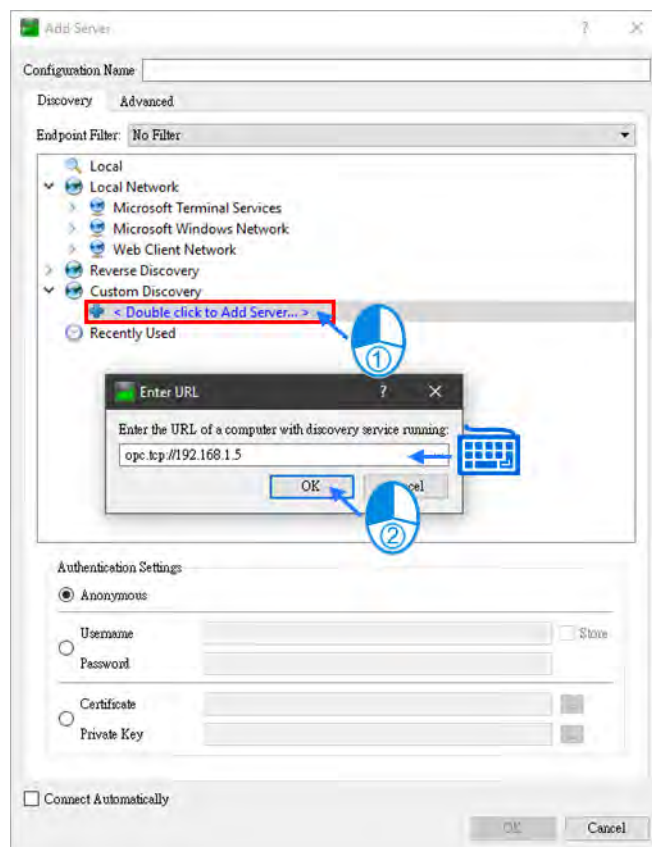 Add Server ? ×
Configuration Name
Discovery Advanced
Endpoint Filter: No Filter
Local
Local Network
Microsoft Terminal Services
Microsoft Windows Network
Web Client Network
Reverse Discovery
Custom Discovery
< Double click to Add Server... >
Recently Used
1
Enter URL ? ×
Enter the URL of a computer with discovery service running:
opc.tcp://192.168.1.5
OK
2
Authentication Settings
Anonymous
Username
Store
Password
Certificate
...
Private Key
...
Connect Automatically
OK Cancel